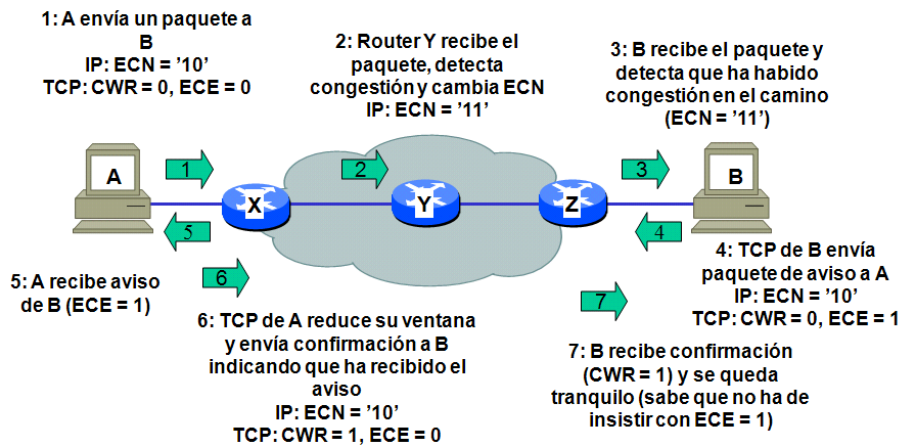 1: A envía un paquete a
B
IP: ECN = '10'
TCP: CWR = 0, ECE = 0
2: Router Y recibe el
paquete, detecta
congestión y cambia ECN
IP: ECN = '11'
3: B recibe el paquete y
detecta que ha habido
congestión en el camino
(ECN = '11')
A
1
2
3
B
X
Y
Z
5
4
5: A recibe aviso
de B (ECE = 1)
6
7
4: TCP de B envía
paquete de aviso a A
IP: ECN = '10'
TCP: CWR = 0, ECE = 1
6: TCP de A reduce su ventana
y envía confirmación a B
indicando que ha recibido el
aviso
IP: ECN = '10'
TCP: CWR = 1, ECE = 0
7: B recibe confirmación
(CWR = 1) y se queda
tranquilo (sabe que no ha de
insistir con ECE = 1)